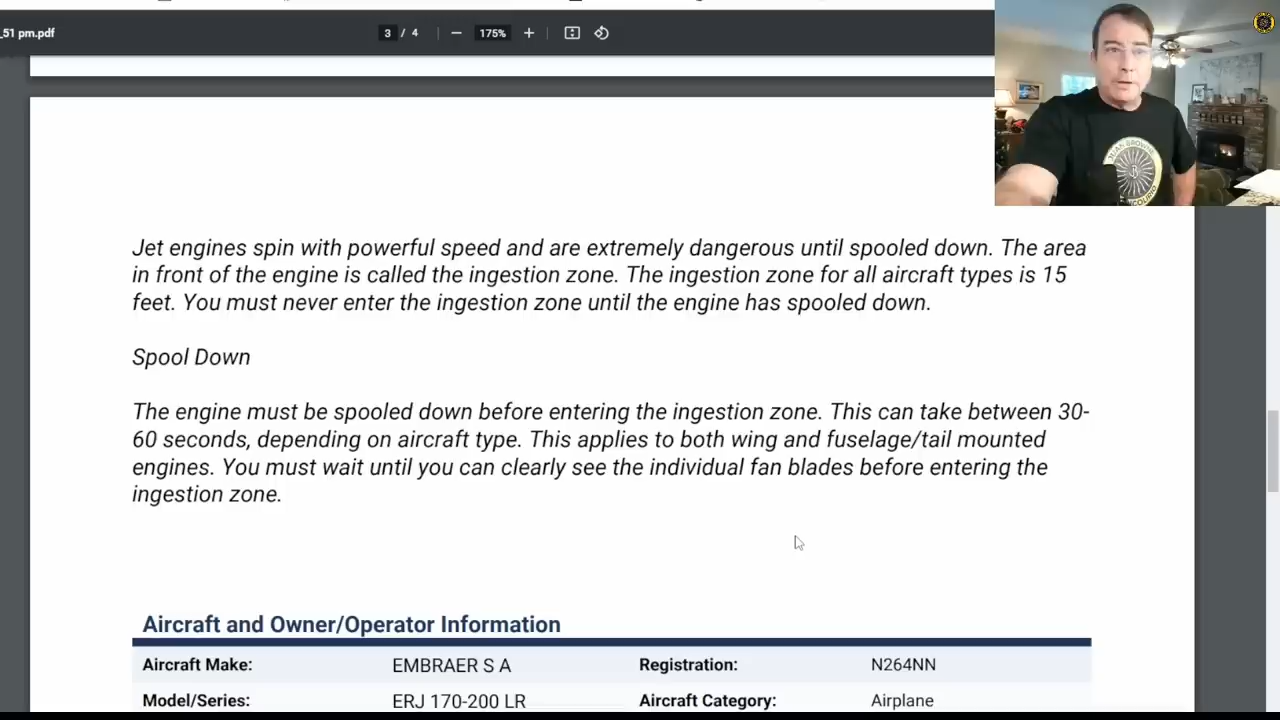 _51 pm.pdf
3 / 4
175%
Jet engines spin with powerful speed and are extremely dangerous until spooled down. The area
in front of the engine is called the ingestion zone. The ingestion zone for all aircraft types is 15
feet. You must never enter the ingestion zone until the engine has spooled down.
Spool Down
The engine must be spooled down before entering the ingestion zone. This can take between 30-
60 seconds, depending on aircraft type. This applies to both wing and fuselage/tail mounted
engines. You must wait until you can clearly see the individual fan blades before entering the
ingestion zone.
Aircraft and Owner/Operator Information
Aircraft Make: EMBRAER S A Registration: N264NN
Model/Series: ERJ 170-200 LR Aircraft Category: Airplane